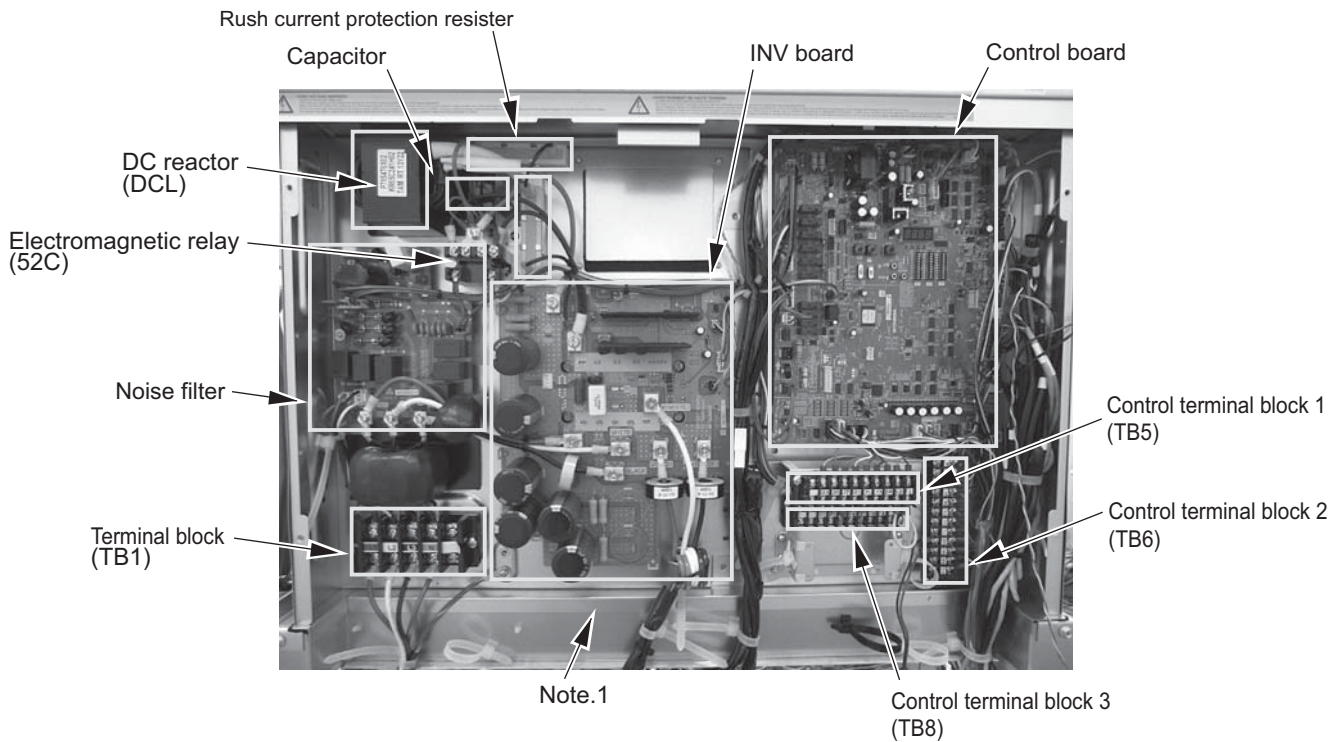 Rush current protection resister
Capacitor
INV board
Control board
DC reactor
(DCL)
Electromagnetic relay
(52C)
Noise filter
Control terminal block 1
(TB5)
Terminal block
(TB1)
Control terminal block 2
(TB6)
Note.1
Control terminal block 3
(TB8)